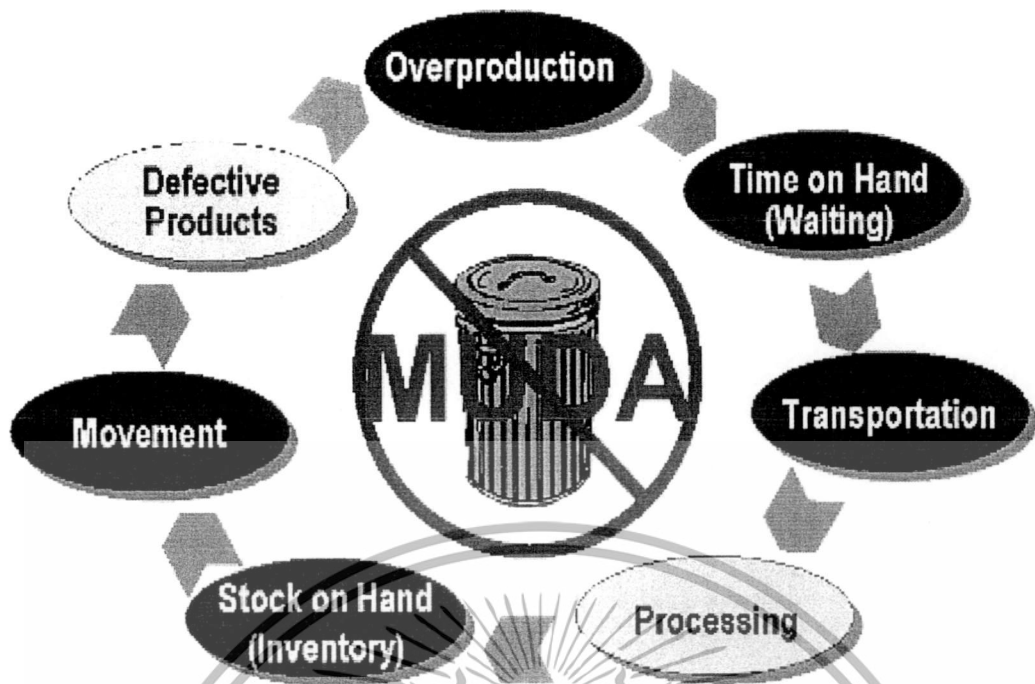 Overproduction
Time on Hand
(Waiting)
Transportation
Processing
Stock on Hand
(Inventory)
Movement
Defective
Products
MUDA